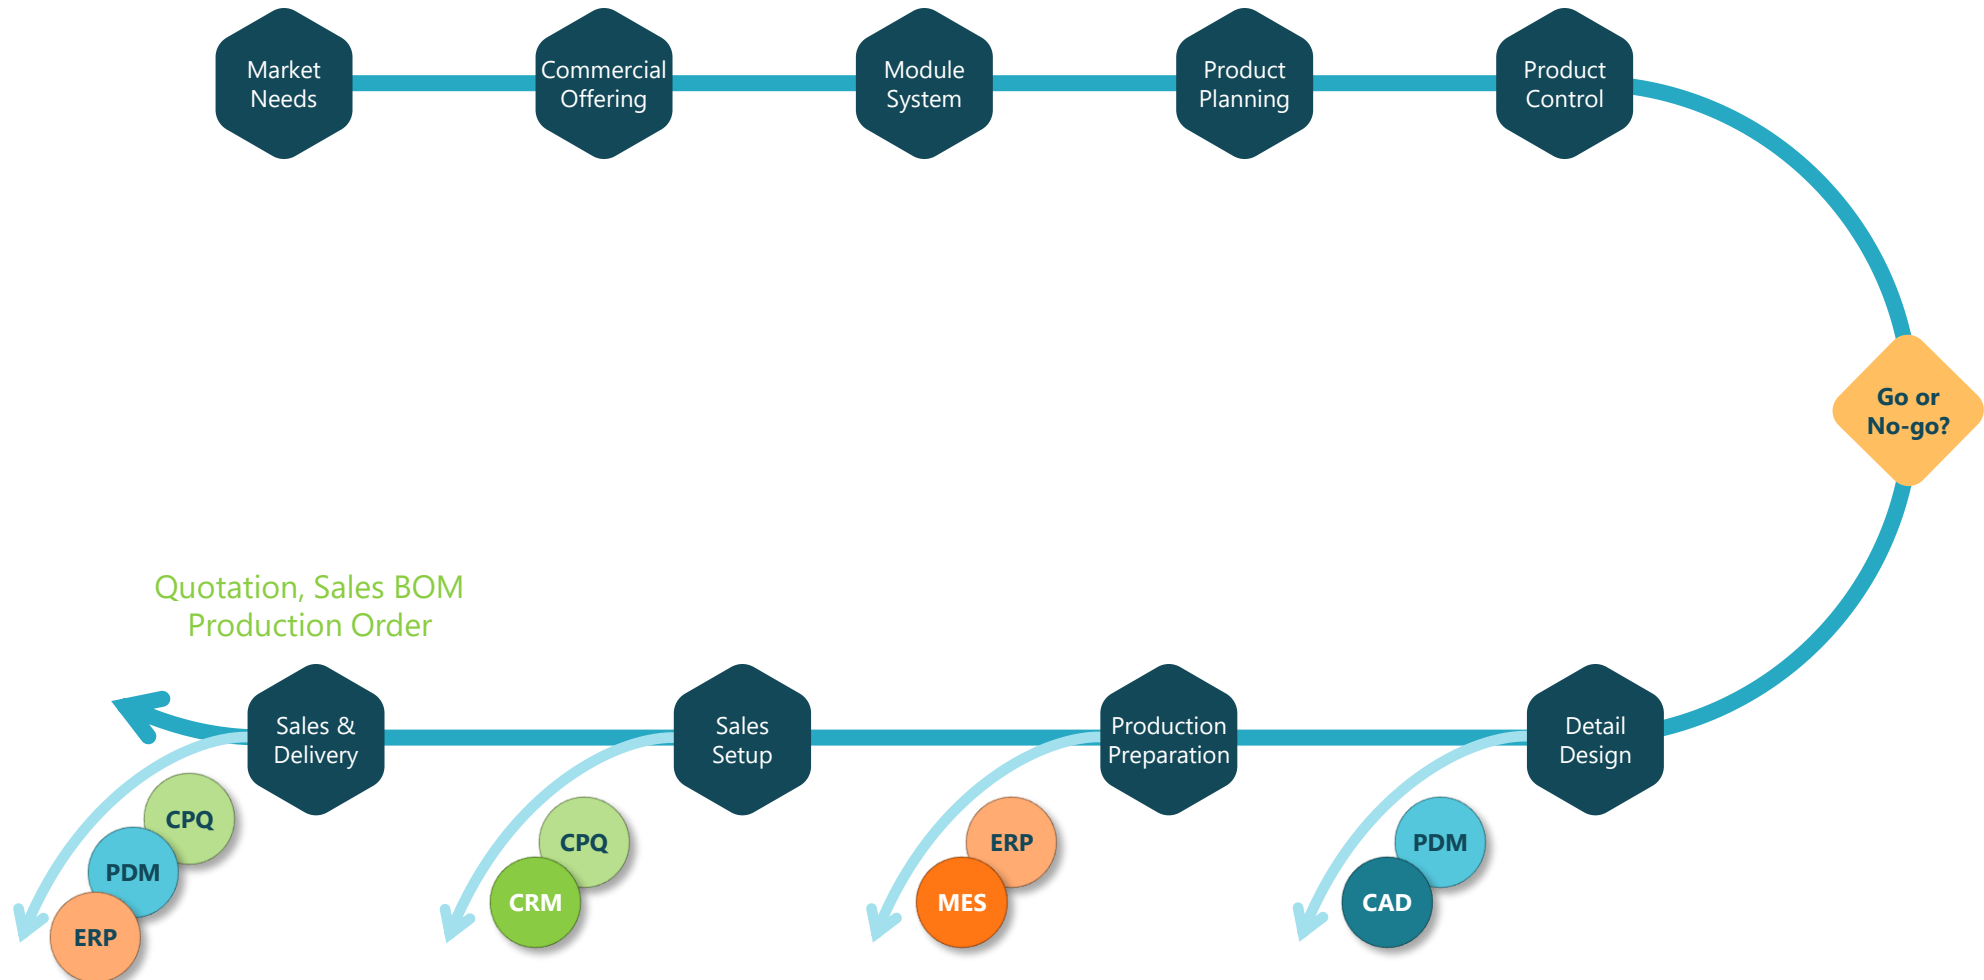 Market
Needs
Commercial
Offering
Module
System
Product
Planning
Product
Control
Go or
No-go?
Quotation, Sales BOM
Production Order
Sales &
Delivery
Sales
Setup
Production
Preparation
Detail
Design
CPQ
PDM
ERP
CPQ
CRM
ERP
MES
PDM
CAD